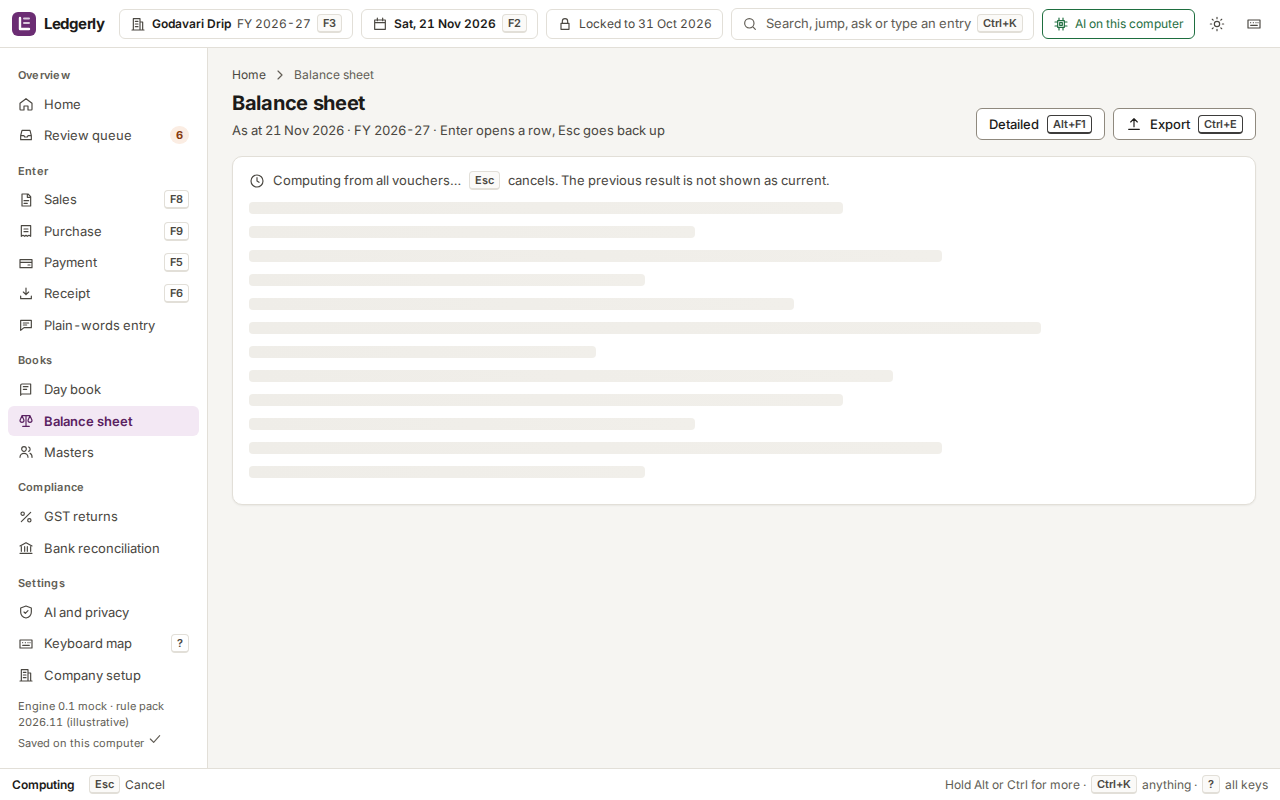 Ledgerly
Godavari Drip FY 2026-27 F3
Sat, 21 Nov 2026 F2
Locked to 31 Oct 2026
Search, jump, ask or type an entry Ctrl+K
AI on this computer
Overview
Home
Review queue 6
Enter
Sales F8
Purchase F9
Payment F5
Receipt F6
Plain-words entry
Books
Day book
Balance sheet
Masters
Compliance
GST returns
Bank reconciliation
Settings
AI and privacy
Keyboard map ?
Company setup
Engine 0.1 mock · rule pack
2026.11 (illustrative)
Saved on this computer
Home > Balance sheet
Balance sheet
As at 21 Nov 2026 · FY 2026-27 · Enter opens a row, Esc goes back up
Detailed Alt+F1
Export Ctrl+E
Computing from all vouchers... Esc cancels. The previous result is not shown as current.
Computing Esc Cancel
Hold Alt or Ctrl for more · Ctrl+K anything · ? all keys